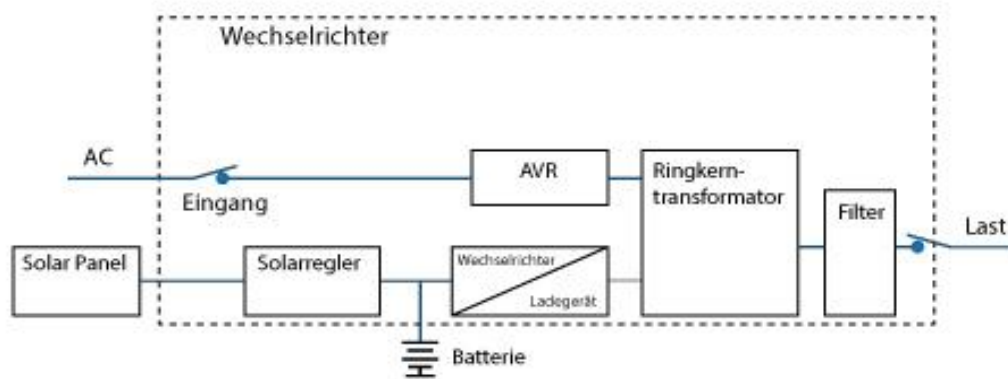 Wechselrichter
AC
Eingang
AVR
Ringkern-
transformator
Filter
Last
Solar Panel
Solarregler
Wechselrichter
Ladegerät
Batterie